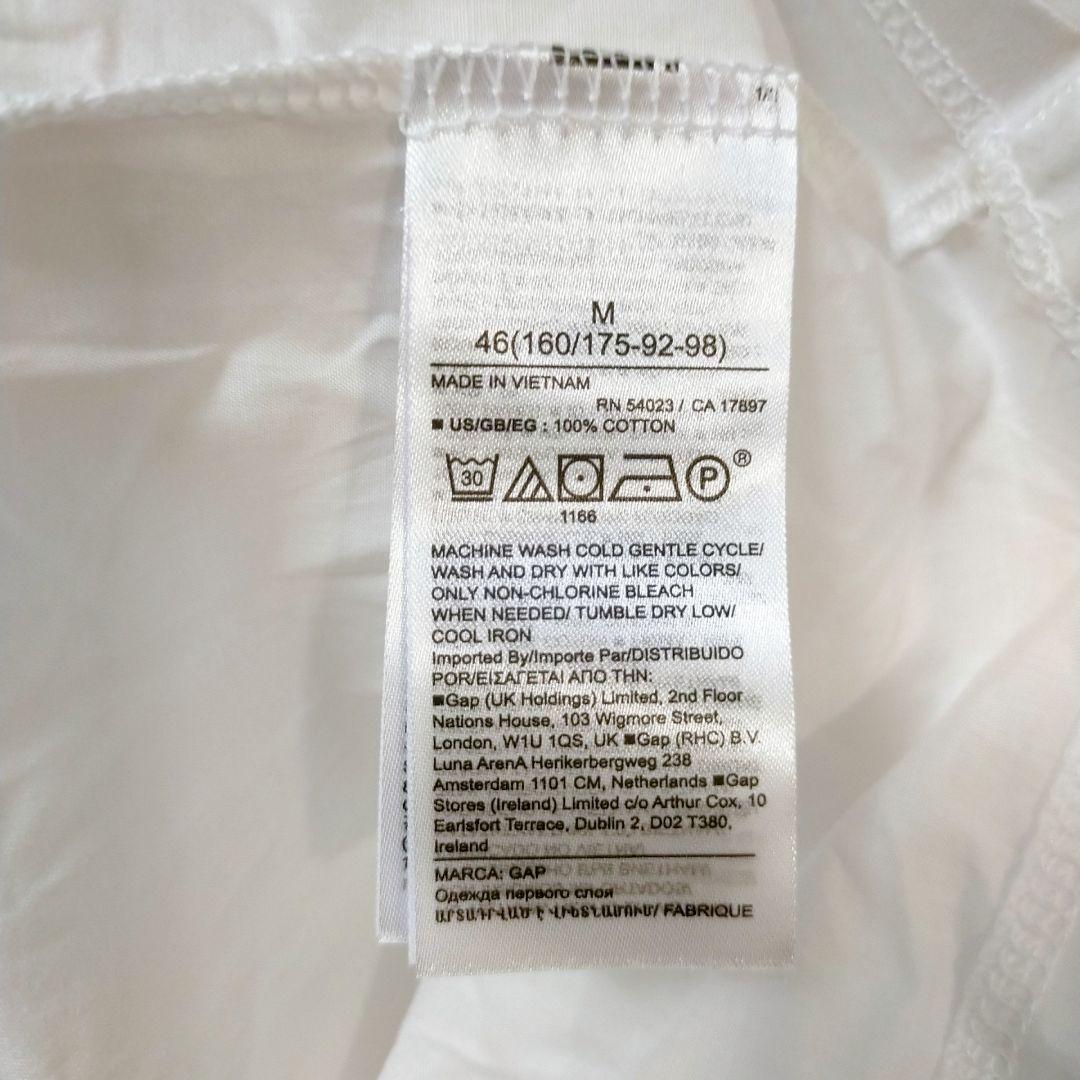 M
46(160/175-92-98)
MADE IN VIETNAM
RN 54023 / CA 17897
■ US/GB/EG : 100% COTTON
30 P ®
1166
MACHINE WASH COLD GENTLE CYCLE/
WASH AND DRY WITH LIKE COLORS/
ONLY NON-CHLORINE BLEACH
WHEN NEEDED/ TUMBLE DRY LOW/
COOL IRON
Imported By/Importe Par/DISTRIBUIDO
POR/ΕΙΣΑΓΕΤΑΙ ΑΠΟ ΤΗΝ:
■Gap (UK Holdings) Limited, 2nd Floor
Nations House, 103 Wigmore Street,
London, W1U 1QS, UK ■Gap (RHC) B.V.
Luna ArenA Herikerbergweg 238
Amsterdam 1101 CM, Netherlands ■Gap
Stores (Ireland) Limited c/o Arthur Cox, 10
Earlsfort Terrace, Dublin 2, D02 T380,
Ireland
MARCA: GAP
Одежда первого слоя
ԱՐՏԱԴՐՎԱԾ Է ՎԻԵՏՆԱՄՈՒՄ/ FABRIQUE